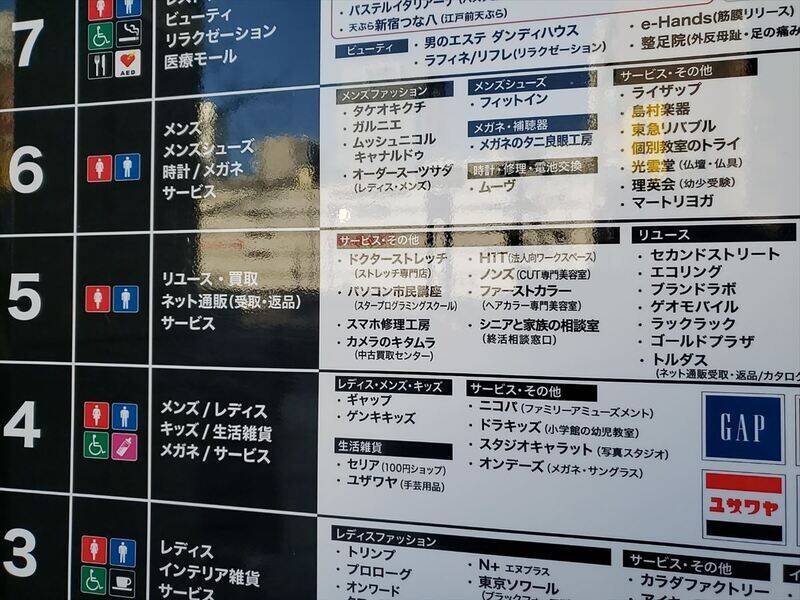 7
ビューティ
リラクゼーション
医療モール
AED
パステルイタリアーナ
天ぷら新宿つな八(江戸前天ぷら)
ビューティ
・男のエステ ダンディハウス
・ラフィネ/リフレ(リラクゼーション)
・e-Hands(筋膜リリース)
・整足院(外反母趾・足の痛み
6
メンズ
メンズシューズ
時計/メガネ
サービス
メンズファッション
・タケオキクチ
・ガルニエ
・ムッシュニコル
キャナルドゥ
・オーダースーツサダ
(レディス・メンズ)
メンズシューズ
・フィットイン
メガネ・補聴器
・メガネのタニ良眼工房
時計・修理・電池交換
・ムーヴ
サービス・その他
・ライザップ
・島村楽器
・東急リバブル
・個別教室のトライ
・光雲堂(仏壇・仏具)
・理英会(幼少受験)
・マートリヨガ
5
リユース・買取
ネット通販(受取・返品)
サービス
サービス・その他
・ドクターストレッチ
(ストレッチ専門店)
・パソコン市民講座
(スタープログラミングスクール)
・スマホ修理工房
・カメラのキタムラ
(中古買取センター)
・H1T(法人向ワークスペース)
・ノンズ(CUT専門美容室)
・ファーストカラー
(ヘアカラー専門美容室)
・シニアと家族の相談室
(終活相談窓口)
リユース
・セカンドストリート
・エコリング
・ブランドラボ
・ゲオモバイル
・ラックラック
・ゴールドプラザ
・トルダス
(ネット通販受取・返品/カタログ
4
メンズ/レディス
キッズ/生活雑貨
メガネ/サービス
レディス・メンズ・キッズ
・ギャップ
・ゲンキキッズ
生活雑貨
・セリア(100円ショップ)
・ユザワヤ(手芸用品)
サービス・その他
・ニコパ(ファミリーアミューズメント)
・ドラキッズ(小学館の幼児教室)
・スタジオキャラット(写真スタジオ)
・オンデーズ(メガネ・サングラス)
GAP
ユザワヤ
3
レディス
インテリア雑貨
サービス
レディスファッション
・トリンプ
・プロローグ
・オンワード
・N+ エヌプラス
・東京ソワール
(ブラックフォー
サービス・その他
・カラダファクトリー